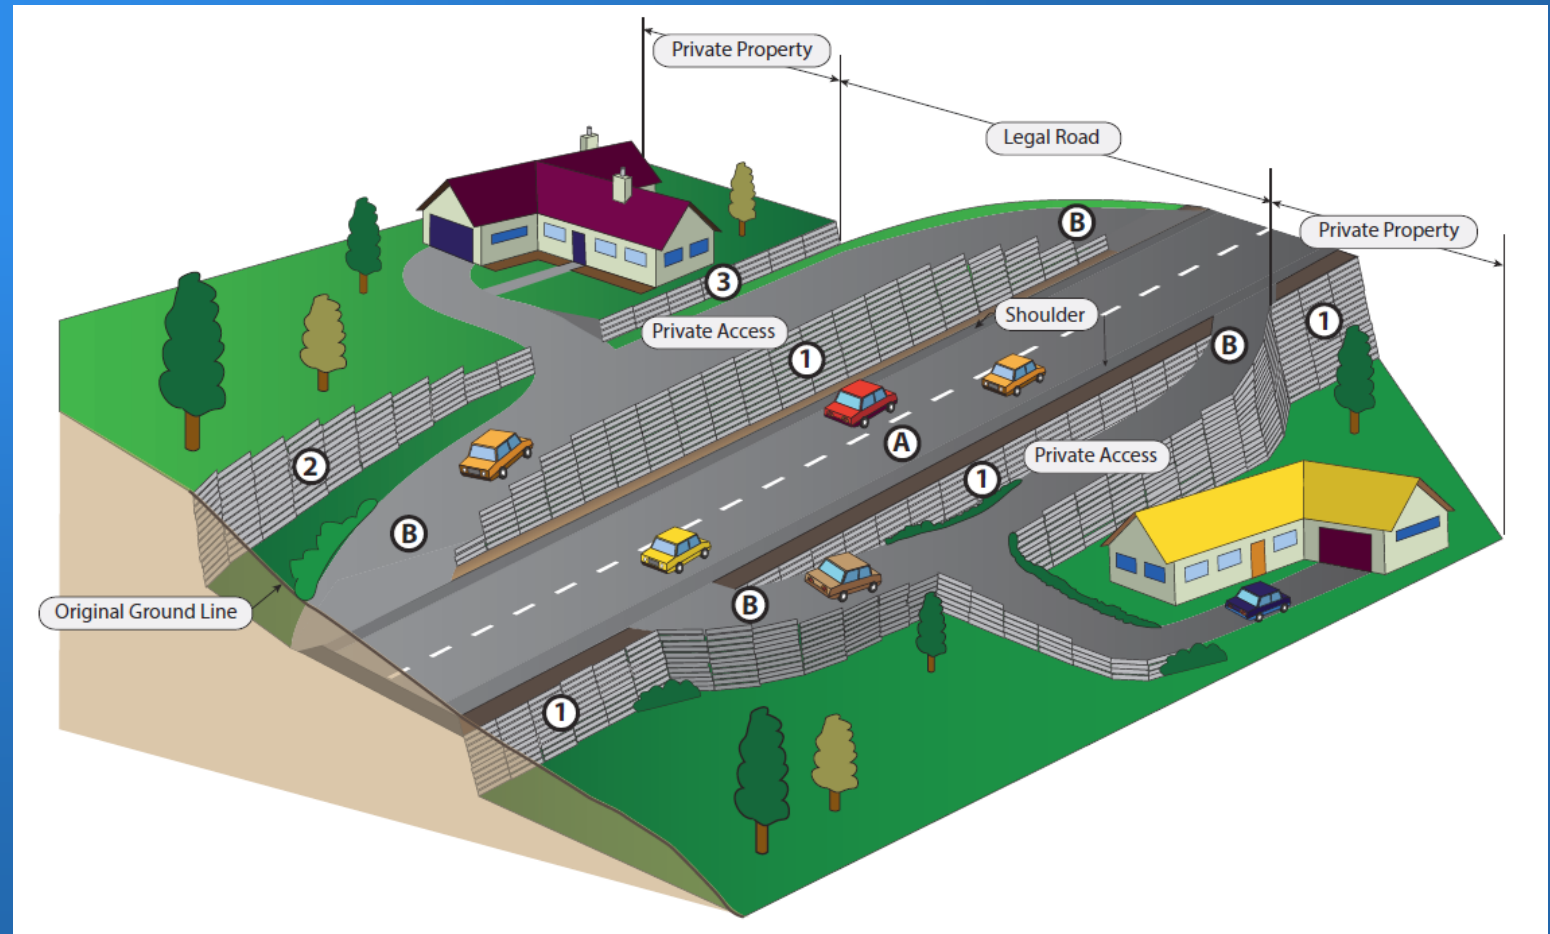 Private Property
Legal Road
B
Private Property
3
Shoulder
1
Private Access
B
1
A
Private Access
2
1
B
B
Original Ground Line
1